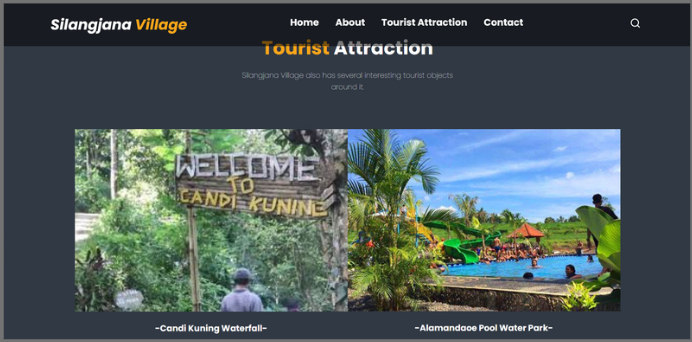 Silangjana Village
Home About Tourist Attraction Contact
Tourist Attraction
Silangjana Village also has several interesting tourist objects
around it
WELCOME
TO
CANDI KUNING
-Candi Kuning Waterfall-
-Alamandaoe Pool Water Park-